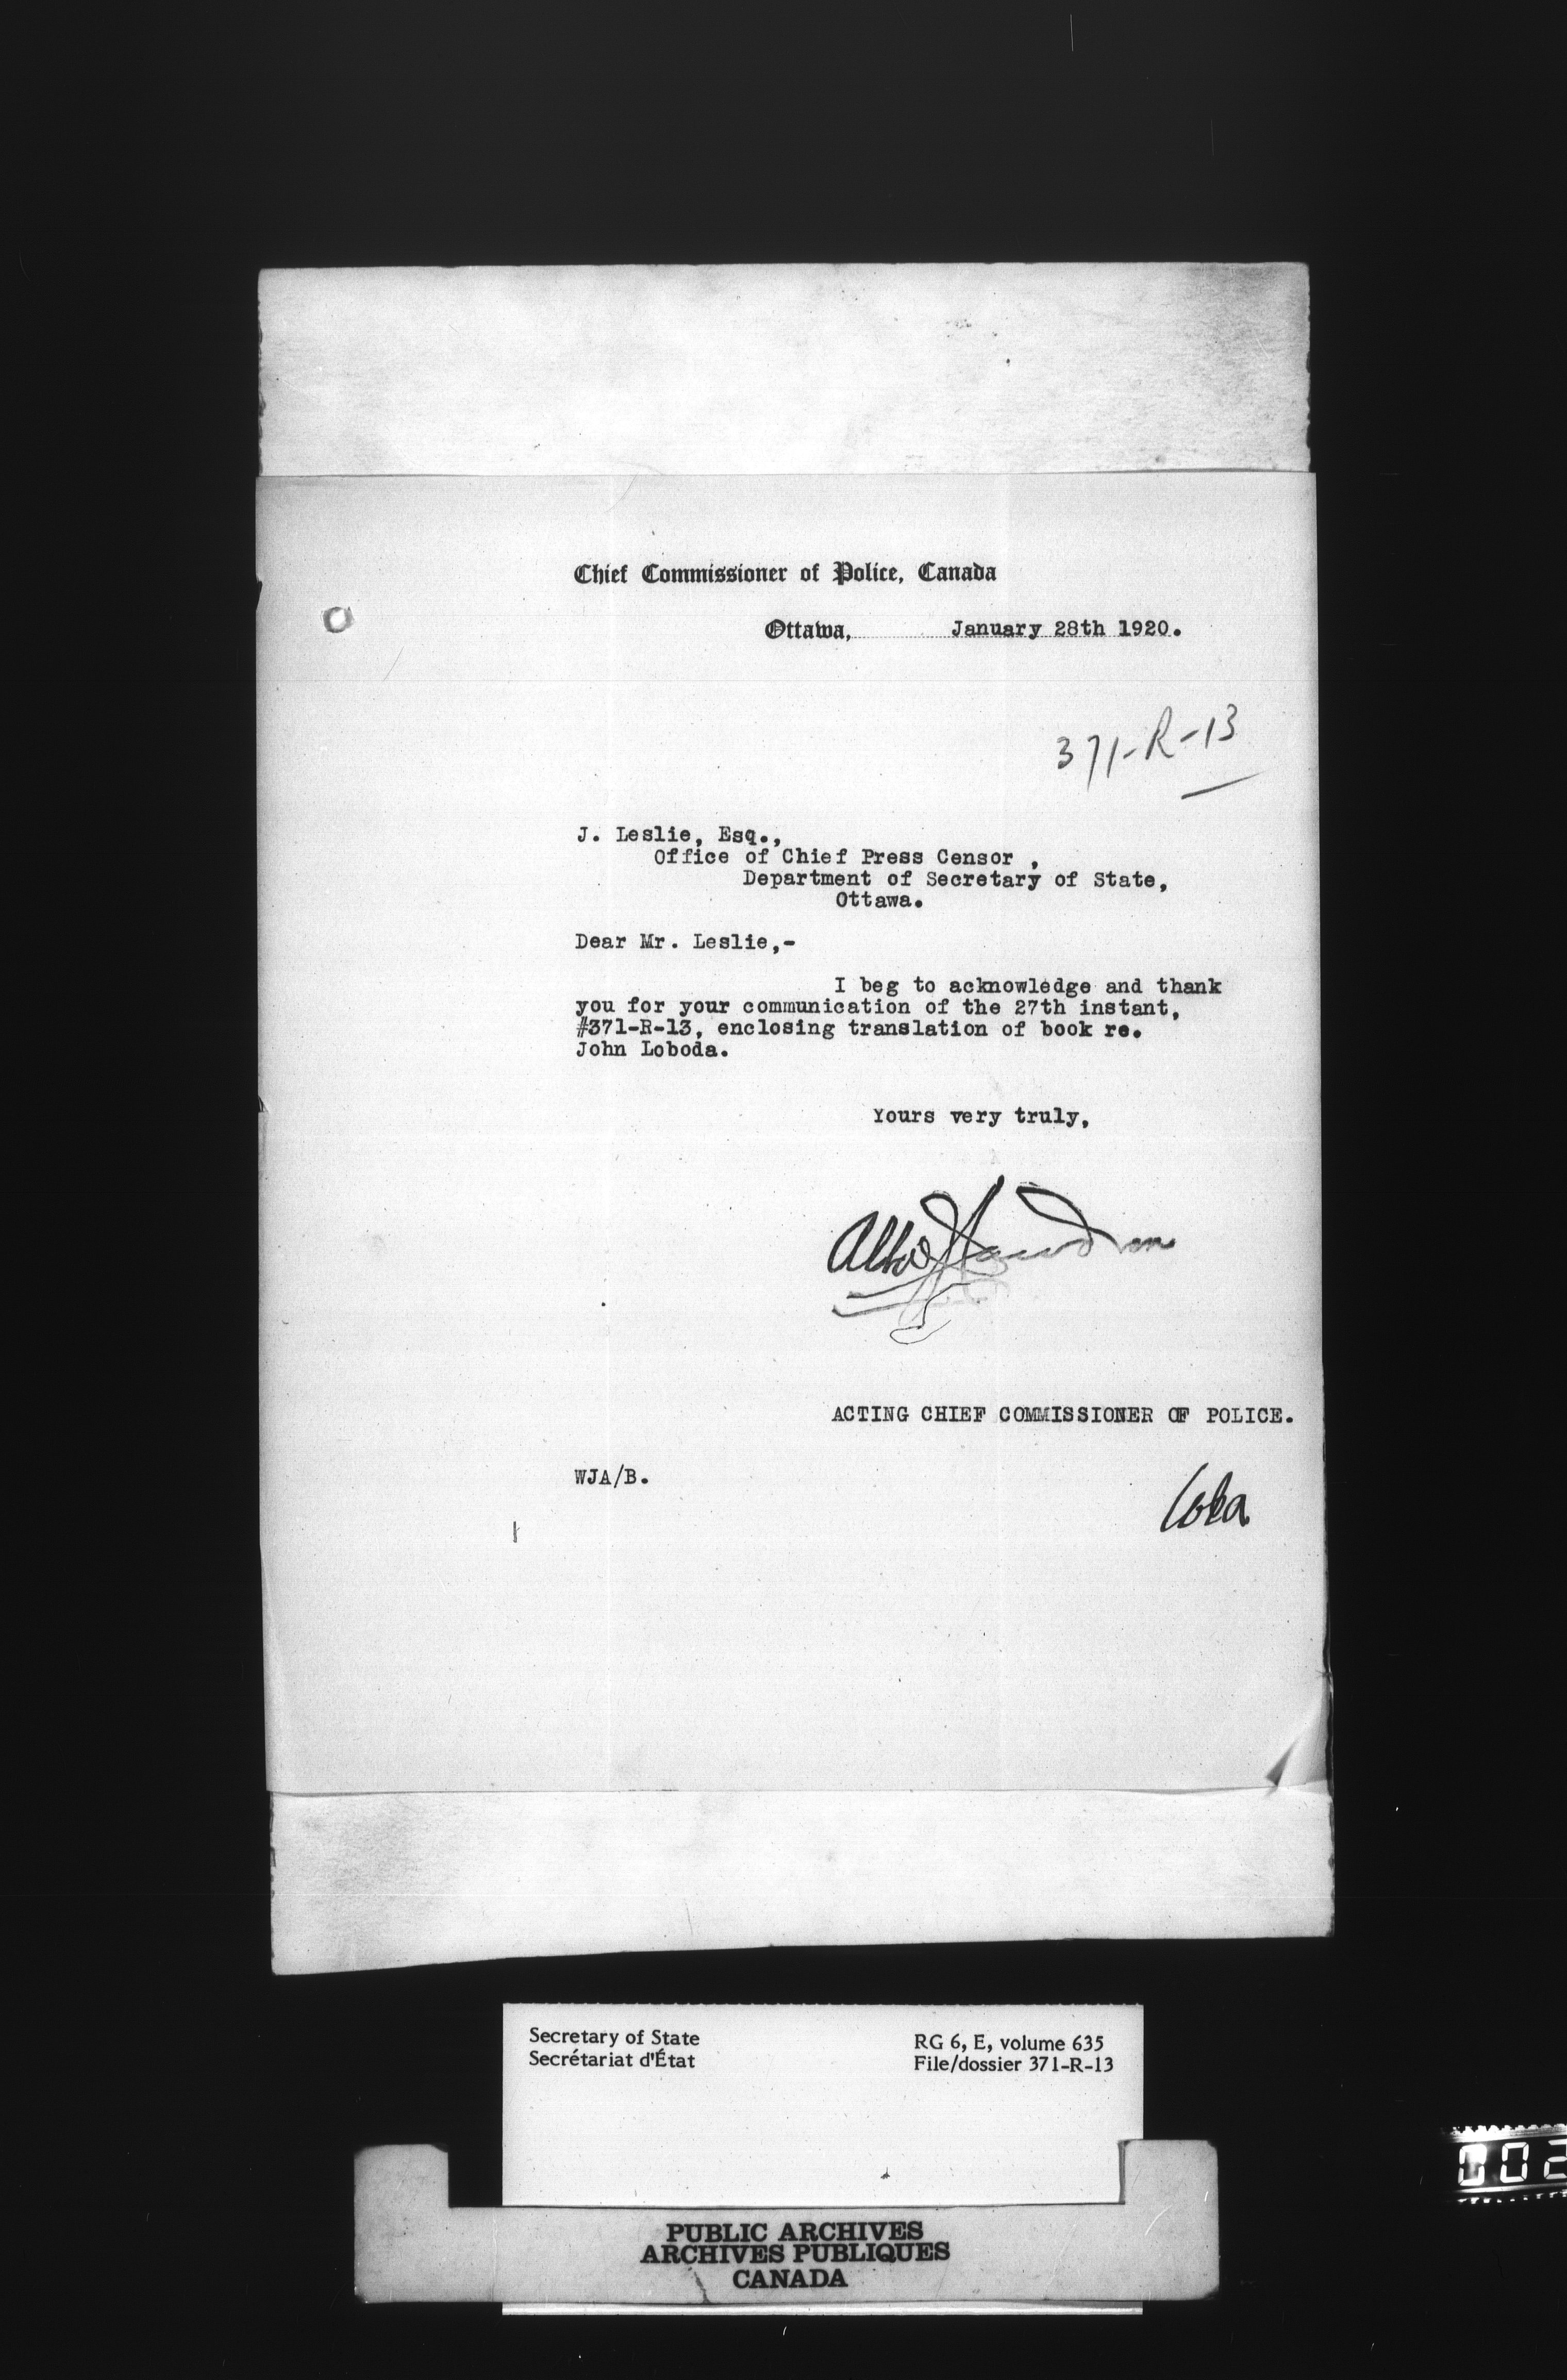 Chief Commissioner of Police, Canada
Ottawa, January 28th 1920.
371-R-13
J. Leslie, Esq.,
Office of Chief Press Censor ,
Department of Secretary of State,
Ottawa.
Dear Mr. Leslie,-
I beg to acknowledge and thank
you for your communication of the 27th instant,
#371-R-13, enclosing translation of book re.
John Loboda.
Yours very truly,
ACTING CHIEF COMMISSIONER OF POLICE.
WJA/B.
Secretary of State
Secrétariat d'État
RG 6, E, volume 635
File/dossier 371-R-13
PUBLIC ARCHIVES
ARCHIVES PUBLIQUES
CANADA
002